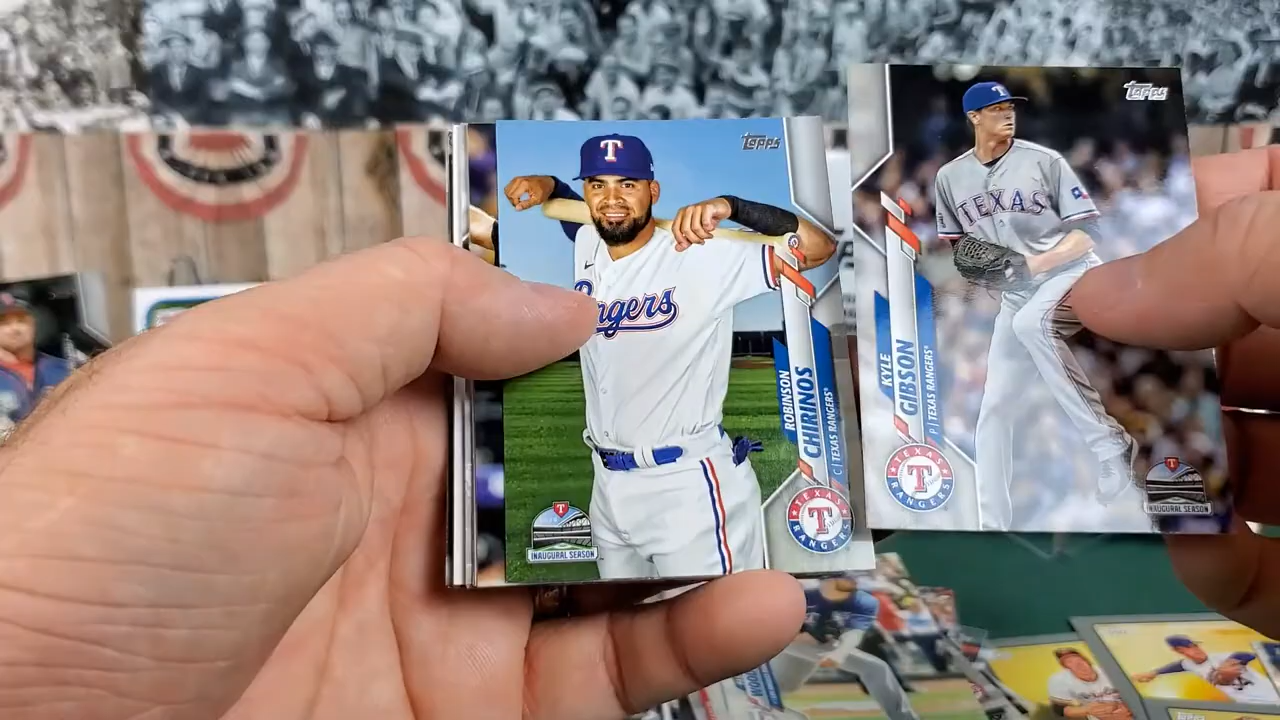 Topps
T
Rangers
ROBINSON
CHIRINOS
C | TEXAS RANGERS®
TEXAS
T
RANGERS
T
INAUGURAL SEASON
Topps
T
TEXAS
KYLE
GIBSON
P | TEXAS RANGERS®
TEXAS
T
RANGERS
T
INAUGURAL SEASON